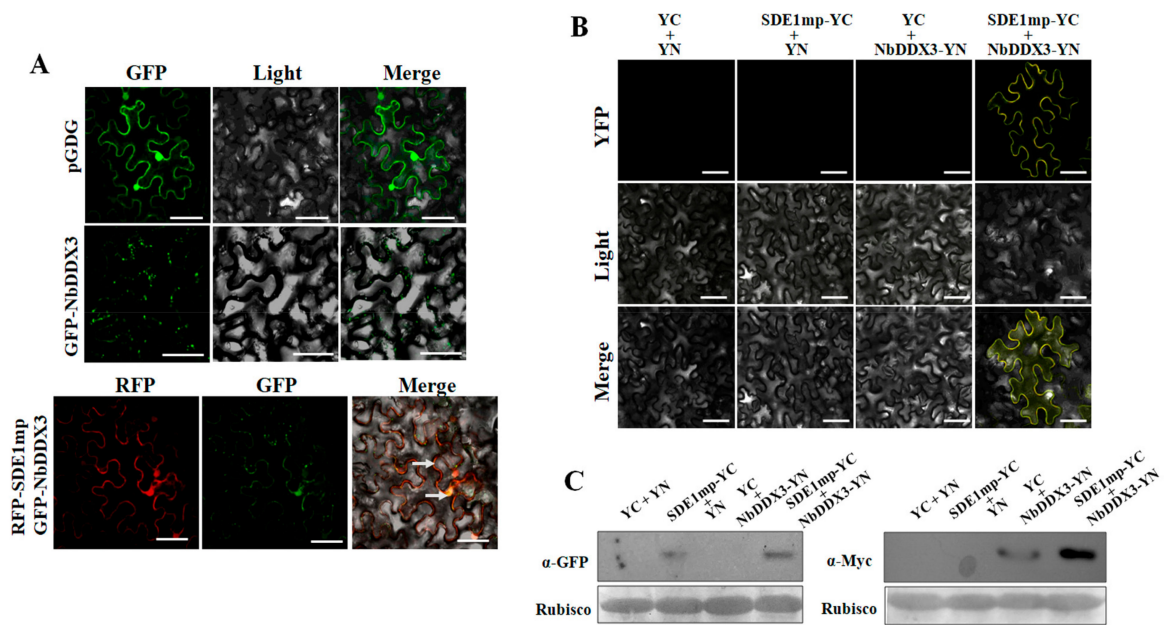 A
GFP
Light
Merge
pGDG
GFP-NbDDX3
RFP
GFP
Merge
RFP-SDE1mp
GFP-NbDDX3
B
YC
+
YN
SDE1mp-YC
+
YN
YC
+
NbDDX3-YN
SDE1mp-YC
+
NbDDX3-YN
YFP
Light
Merge
C
YC+YN
SDE1mp-YC
+
YN
YC
+
NbDDX3-YN
SDE1mp-YC
+
NbDDX3-YN
α-GFP
Rubisco
YC+YN
SDE1mp-YC
+
YN
YC
+
NbDDX3-YN
SDE1mp-YC
+
NbDDX3-YN
α-Myc
Rubisco